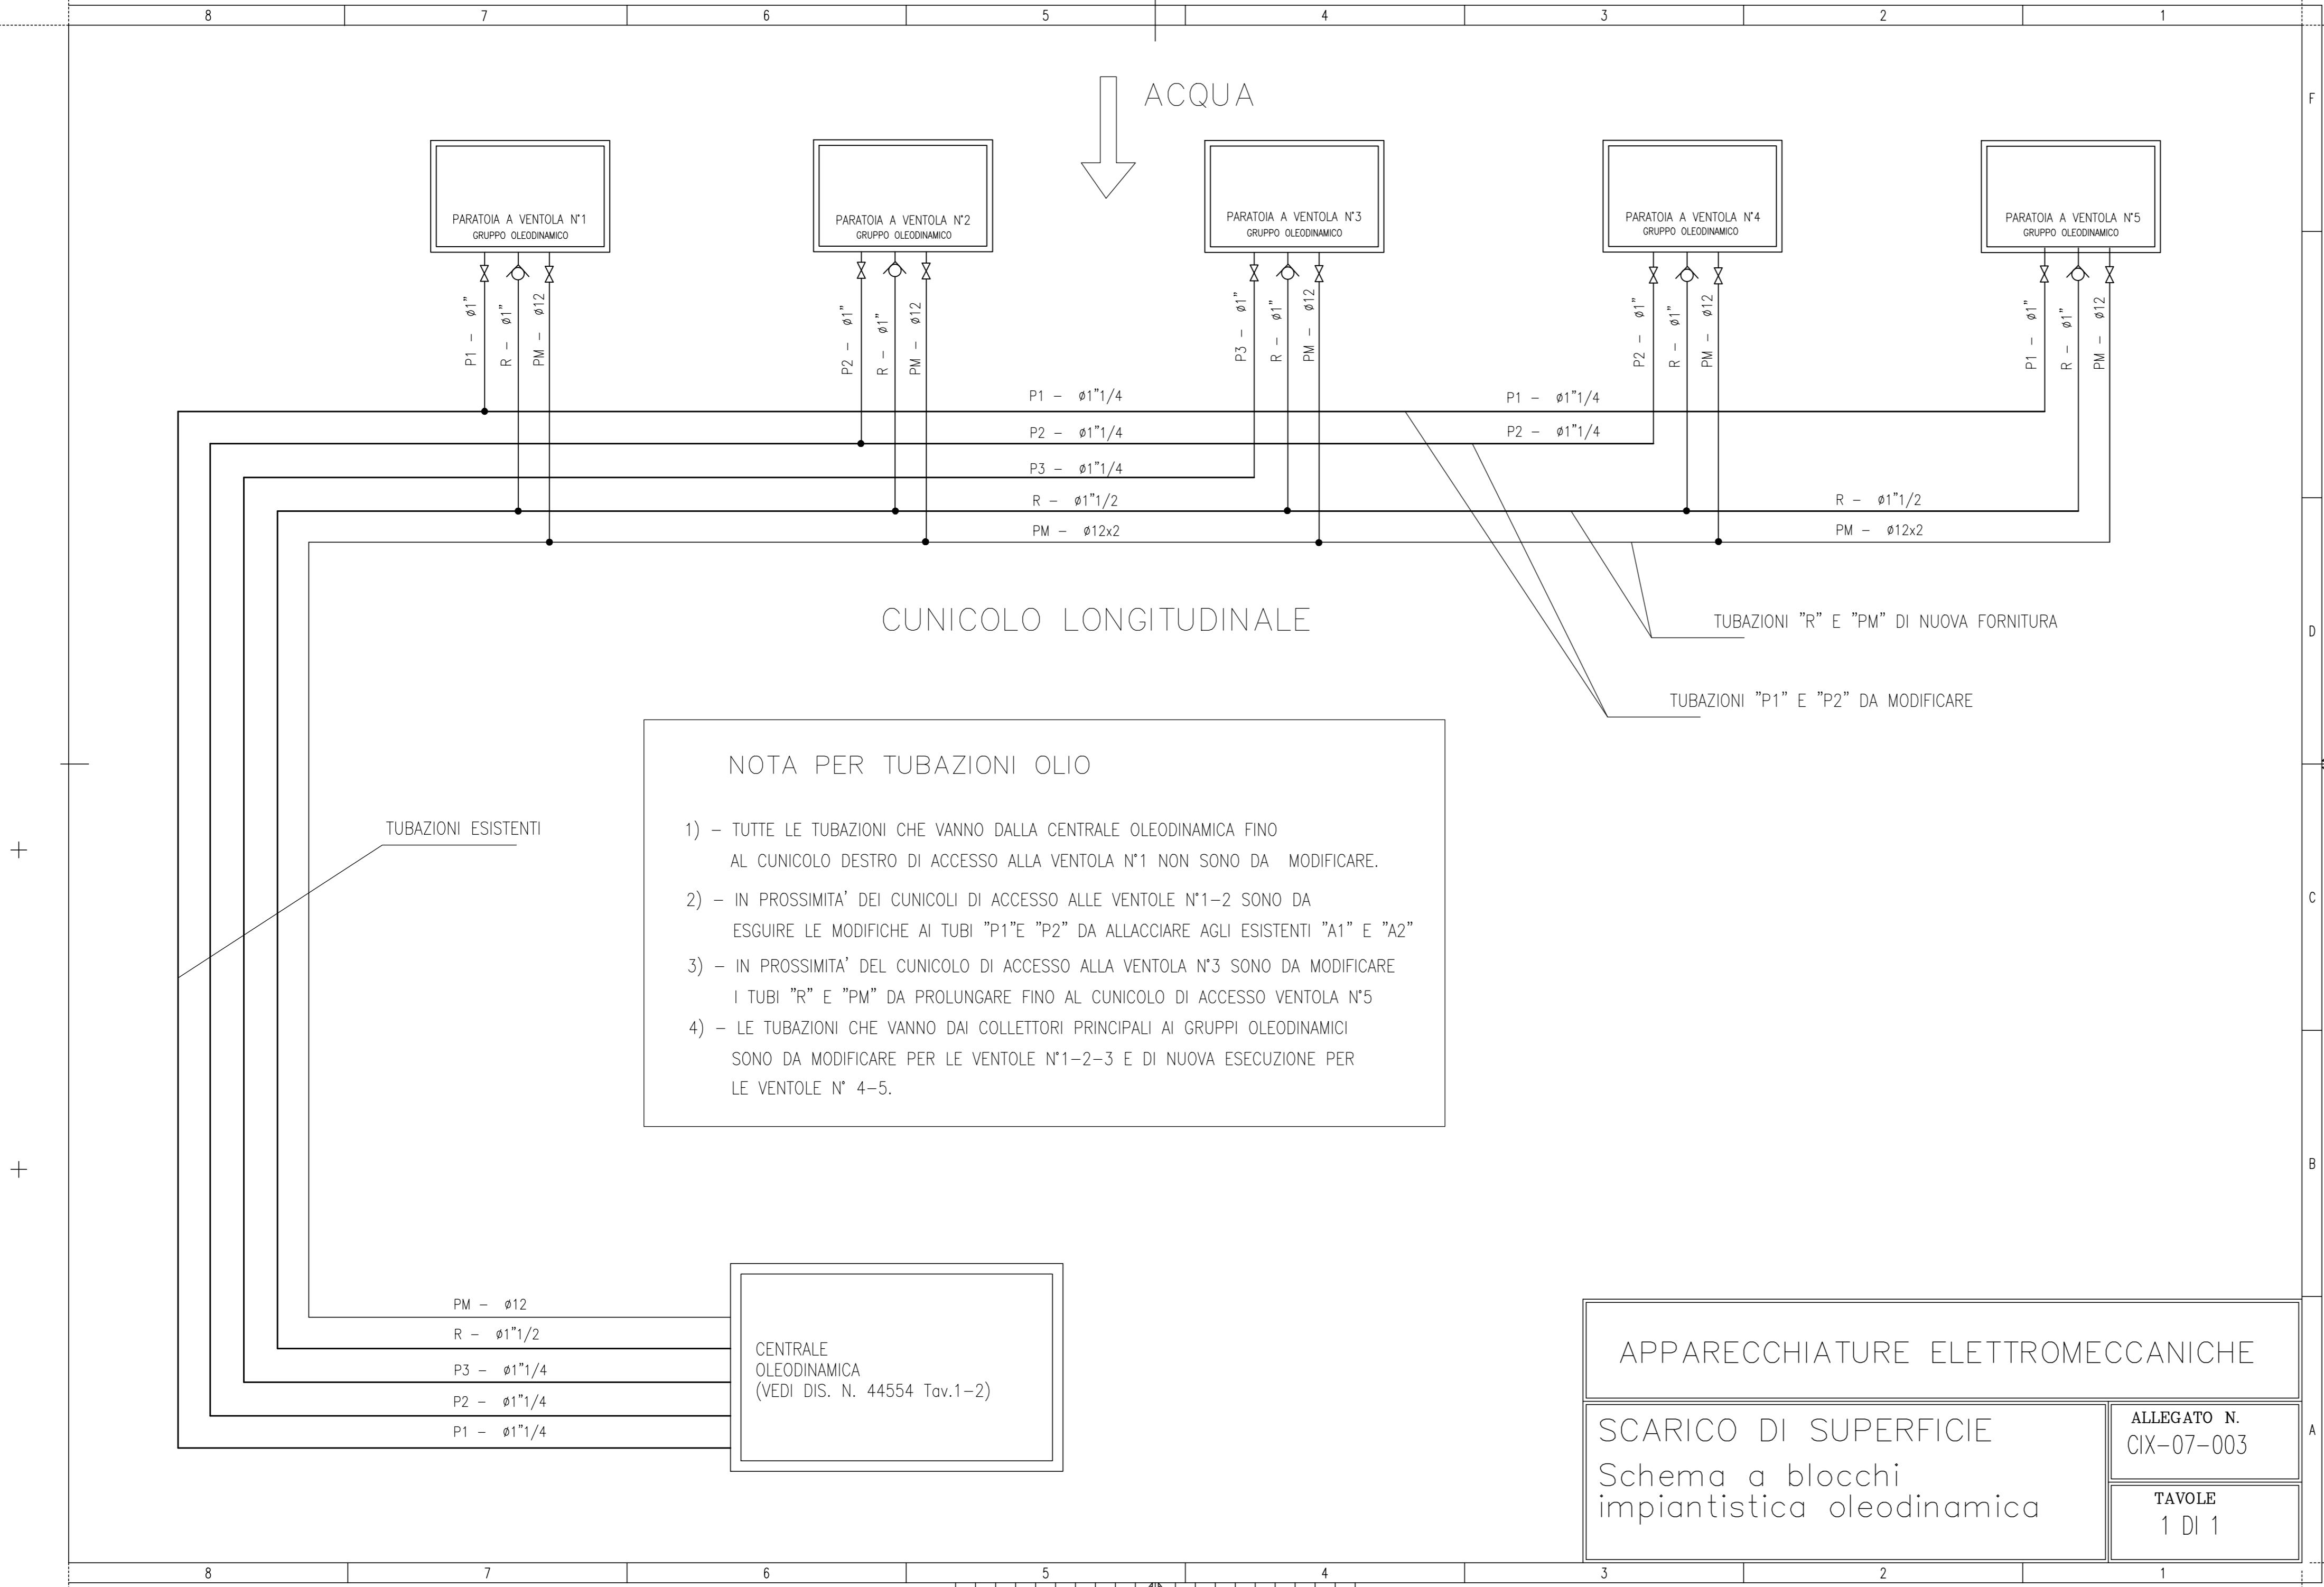 8 7 6 5 4 3 2 1
ACQUA
F
PARATOIA A VENTOLA N°1
GRUPPO OLEODINAMICO
PARATOIA A VENTOLA N°2
GRUPPO OLEODINAMICO
PARATOIA A VENTOLA N°3
GRUPPO OLEODINAMICO
PARATOIA A VENTOLA N°4
GRUPPO OLEODINAMICO
PARATOIA A VENTOLA N°5
GRUPPO OLEODINAMICO
P1 - ø1"
R - ø1"
PM - ø12
P2 - ø1"
R - ø1"
PM - ø12
P3 - ø1"
R - ø1"
PM - ø12
P2 - ø1"
R - ø1"
PM - ø12
P1 - ø1"
R - ø1"
PM - ø12
P1 - ø1"1/4
P1 - ø1"1/4
P2 - ø1"1/4
P2 - ø1"1/4
P3 - ø1"1/4
R - ø1"1/2
R - ø1"1/2
PM - ø12x2
PM - ø12x2
CUNICOLO LONGITUDINALE
TUBAZIONI "R" E "PM" DI NUOVA FORNITURA
D
TUBAZIONI "P1" E "P2" DA MODIFICARE
NOTA PER TUBAZIONI OLIO
1) - TUTTE LE TUBAZIONI CHE VANNO DALLA CENTRALE OLEODINAMICA FINO
AL CUNICOLO DESTRO DI ACCESSO ALLA VENTOLA N°1 NON SONO DA MODIFICARE.
2) - IN PROSSIMITA' DEI CUNICOLI DI ACCESSO ALLE VENTOLE N°1-2 SONO DA
ESGUIRE LE MODIFICHE AI TUBI "P1"E "P2" DA ALLACCIARE AGLI ESISTENTI "A1" E "A2"
3) - IN PROSSIMITA' DEL CUNICOLO DI ACCESSO ALLA VENTOLA N°3 SONO DA MODIFICARE
I TUBI "R" E "PM" DA PROLUNGARE FINO AL CUNICOLO DI ACCESSO VENTOLA N°5
4) - LE TUBAZIONI CHE VANNO DAI COLLETTORI PRINCIPALI AI GRUPPI OLEODINAMICI
SONO DA MODIFICARE PER LE VENTOLE N°1-2-3 E DI NUOVA ESECUZIONE PER
LE VENTOLE N° 4-5.
TUBAZIONI ESISTENTI
C
B
PM - ø12
R - ø1"1/2
P3 - ø1"1/4
P2 - ø1"1/4
P1 - ø1"1/4
CENTRALE
OLEODINAMICA
(VEDI DIS. N. 44554 Tav.1-2)
APPARECCHIATURE ELETTROMECCANICHE
SCARICO DI SUPERFICIE
Schema a blocchi
impiantistica oleodinamica
ALLEGATO N.
CIX-07-003
TAVOLE
1 DI 1
A
8 7 6 5 4 3 2 1